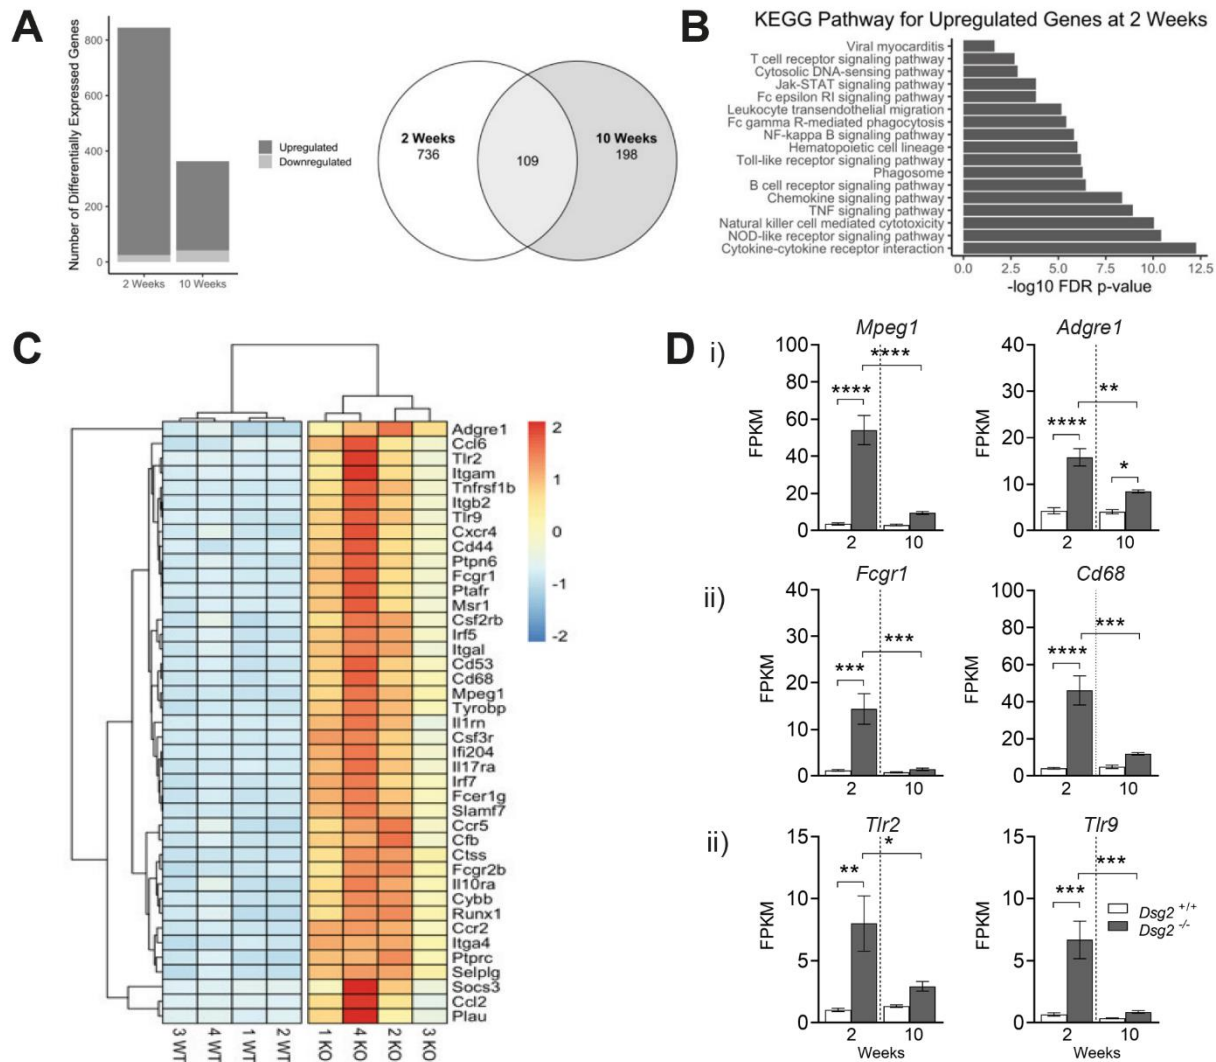 A
Number of Differentially Expressed Genes
800
600
400
200
0
2 Weeks
10 Weeks
Upregulated
Downregulated
2 Weeks
736
109
10 Weeks
198
B
KEGG Pathway for Upregulated Genes at 2 Weeks
Viral myocarditis
T cell receptor signaling pathway
Cytosolic DNA-sensing pathway
Jak-STAT signaling pathway
Fc epsilon RI signaling pathway
Leukocyte transendothelial migration
Fc gamma R-mediated phagocytosis
NF-kappa B signaling pathway
Hematopoietic cell lineage
Toll-like receptor signaling pathway
Phagosome
B cell receptor signaling pathway
Chemokine signaling pathway
TNF signaling pathway
Natural killer cell mediated cytotoxicity
NOD-like receptor signaling pathway
Cytokine-cytokine receptor interaction
0.0 2.5 5.0 7.5 10.0 12.5
-log10 FDR p-value
C
Adgre1
Ccl6
Tlr2
Itgam
Tnfrsf1b
Itgb2
Tlr9
Cxcr4
Cd44
Ptpn6
Fcgr1
Ptafr
Msr1
Csf2rb
Irf5
Itgal
Cd53
Cd68
Mpeg1
Tyrobp
Il1rn
Csf3r
Ifi204
Il17ra
Irf7
Fcer1g
Slamf7
Ccr5
Cfb
Ctss
Fcgr2b
Il10ra
Cybb
Runx1
Ccr2
Itga4
Ptprc
Selplg
Socs3
Ccl2
Plau
3 WT
4 WT
1 WT
2 WT
1 KO
4 KO
2 KO
3 KO
2
1
0
-1
-2
D
i)
Mpeg1
FPKM
100
80
60
40
20
0
****
****
2 10
Adgre1
FPKM
40
30
20
10
0
****
**
*
2 10
ii)
Fcgr1
FPKM
40
30
20
10
0
***
***
2 10
Cd68
FPKM
100
80
60
40
20
0
****
***
2 10
ii)
Tlr2
FPKM
15
10
5
0
**
*
2 10
Weeks
Tlr9
FPKM
15
10
5
0
***
***
Dsg2 +/+
Dsg2 -/-
2 10
Weeks